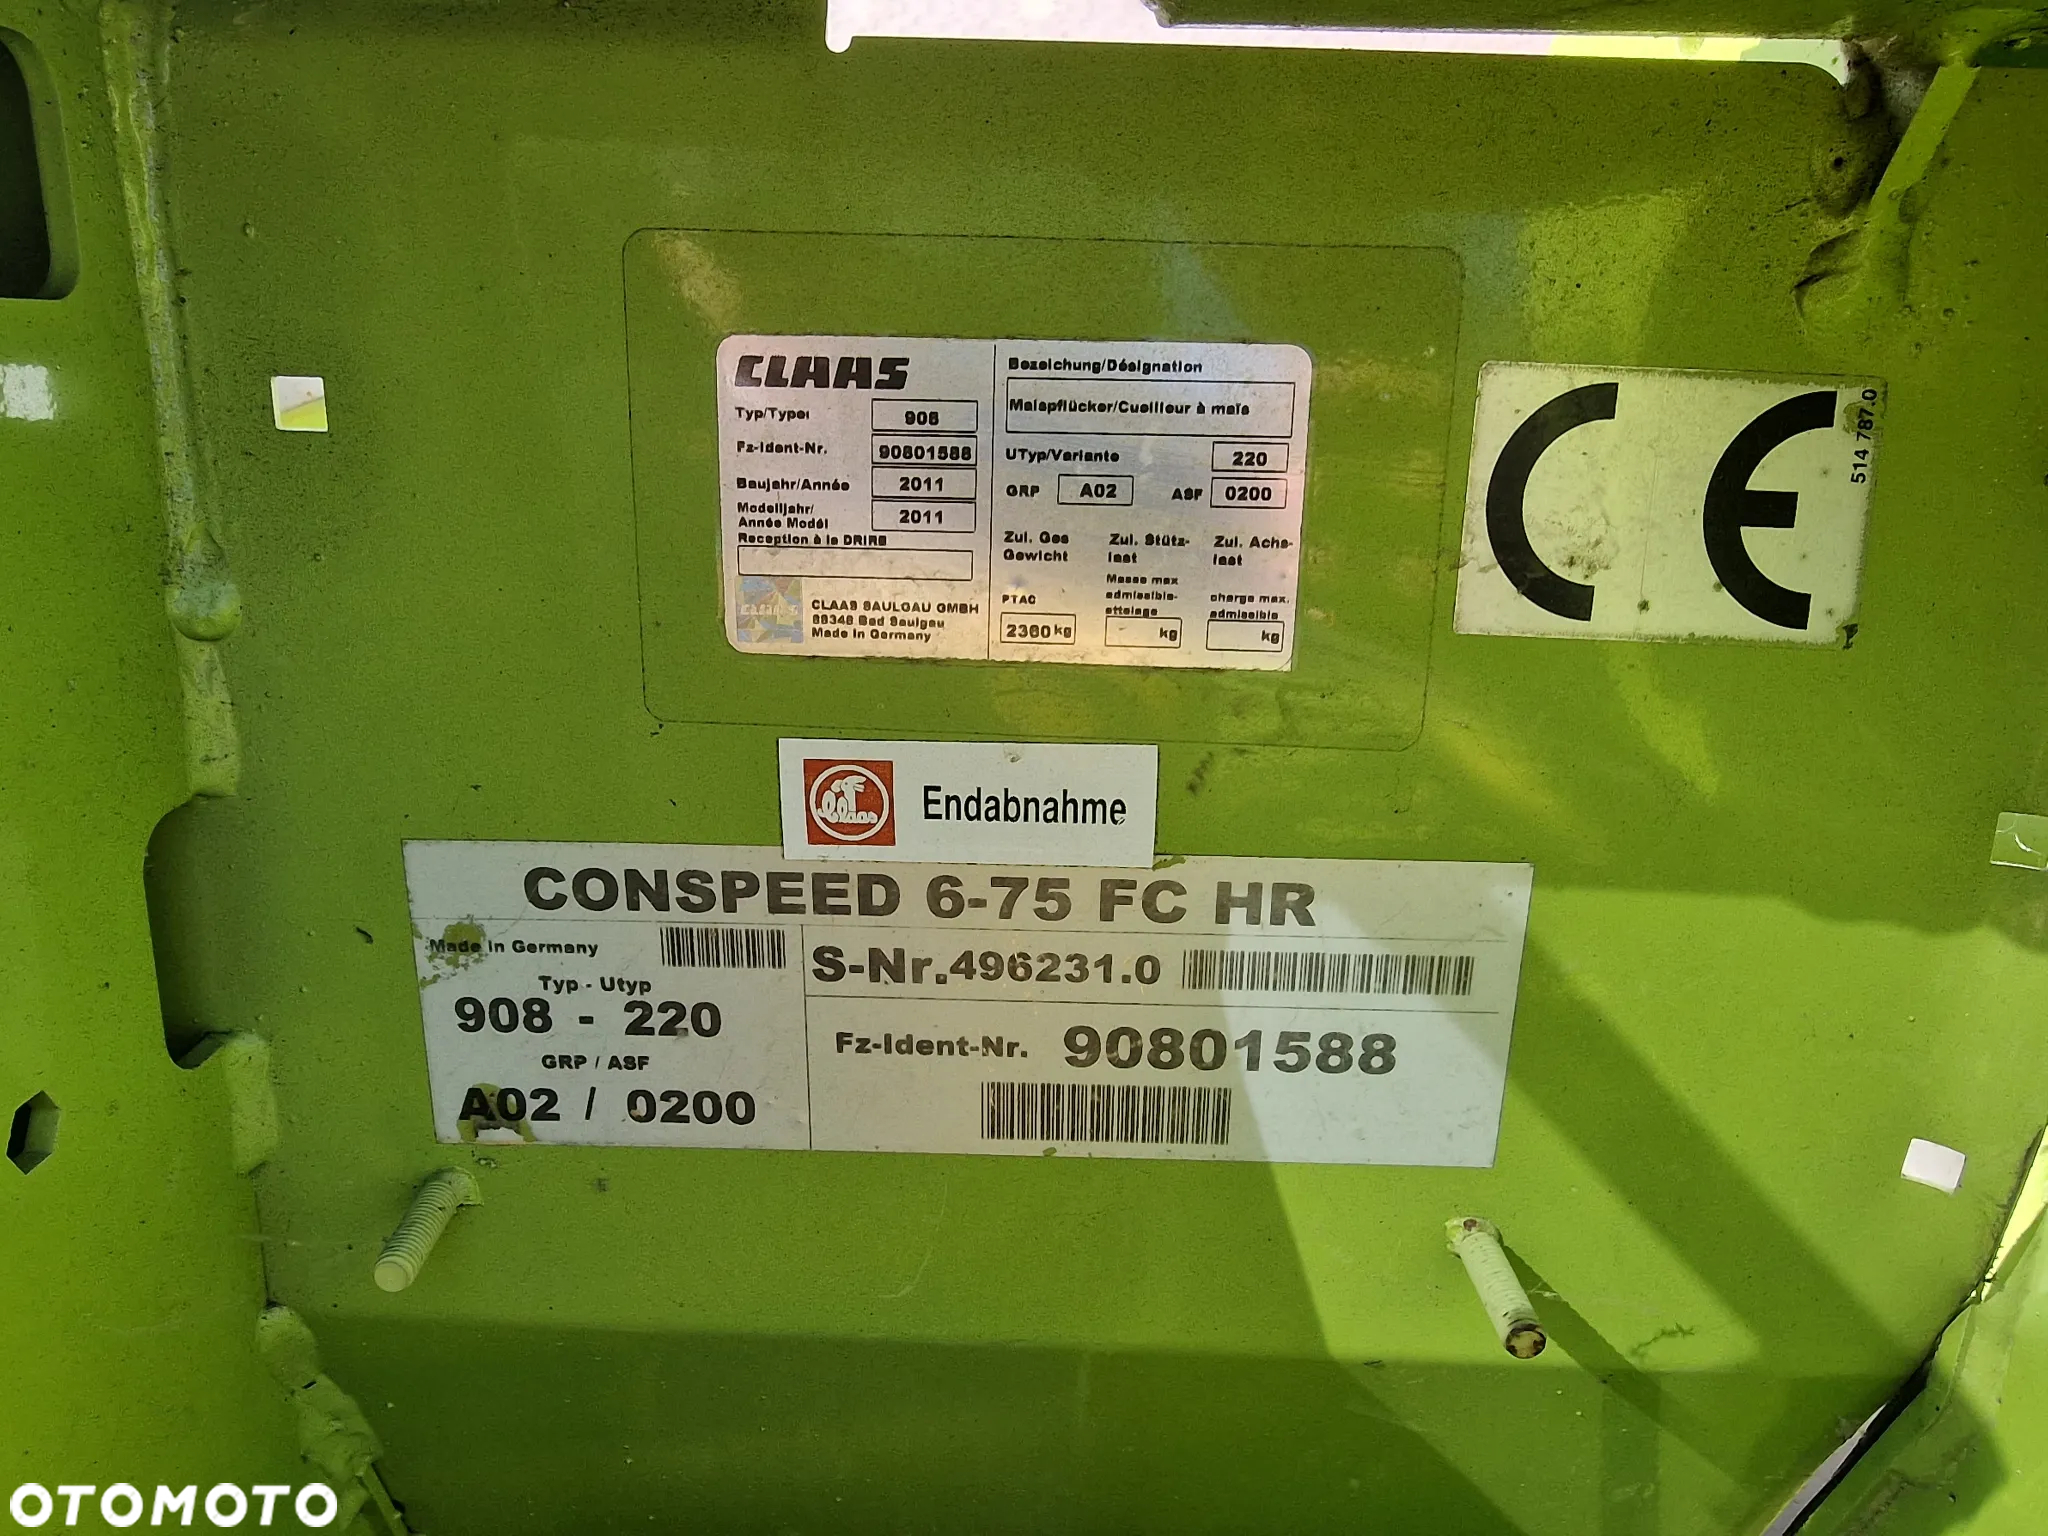 CLAAS
Typ/Type:
908
Fz-Ident-Nr.
90801588
Baujahr/Année
2011
Modelljahr/
Année Modél
2011
Reception à la DRIRE
CLAAS
CLAAS SAULGAU GMBH
88348 Bad Saulgau
Made in Germany
Bezeichung/Désignation
Maispflücker/Cueilleur à maïs
UTyp/Variante
220
GRP
A02
ASF
0200
Zul. Ges
Gewicht
PTAC
2360 kg
Zul. Stütz-
last
Masse max
admissible-
attelage
kg
Zul. Achs-
last
charge max.
admissible
kg
CE
514 787.0
Claas
Endabnahme
CONSPEED 6-75 FC HR
Made in Germany
Typ - Utyp
908 - 220
GRP / ASF
A02 / 0200
S-Nr.496231.0
Fz-Ident-Nr. 90801588
OTOMOTO